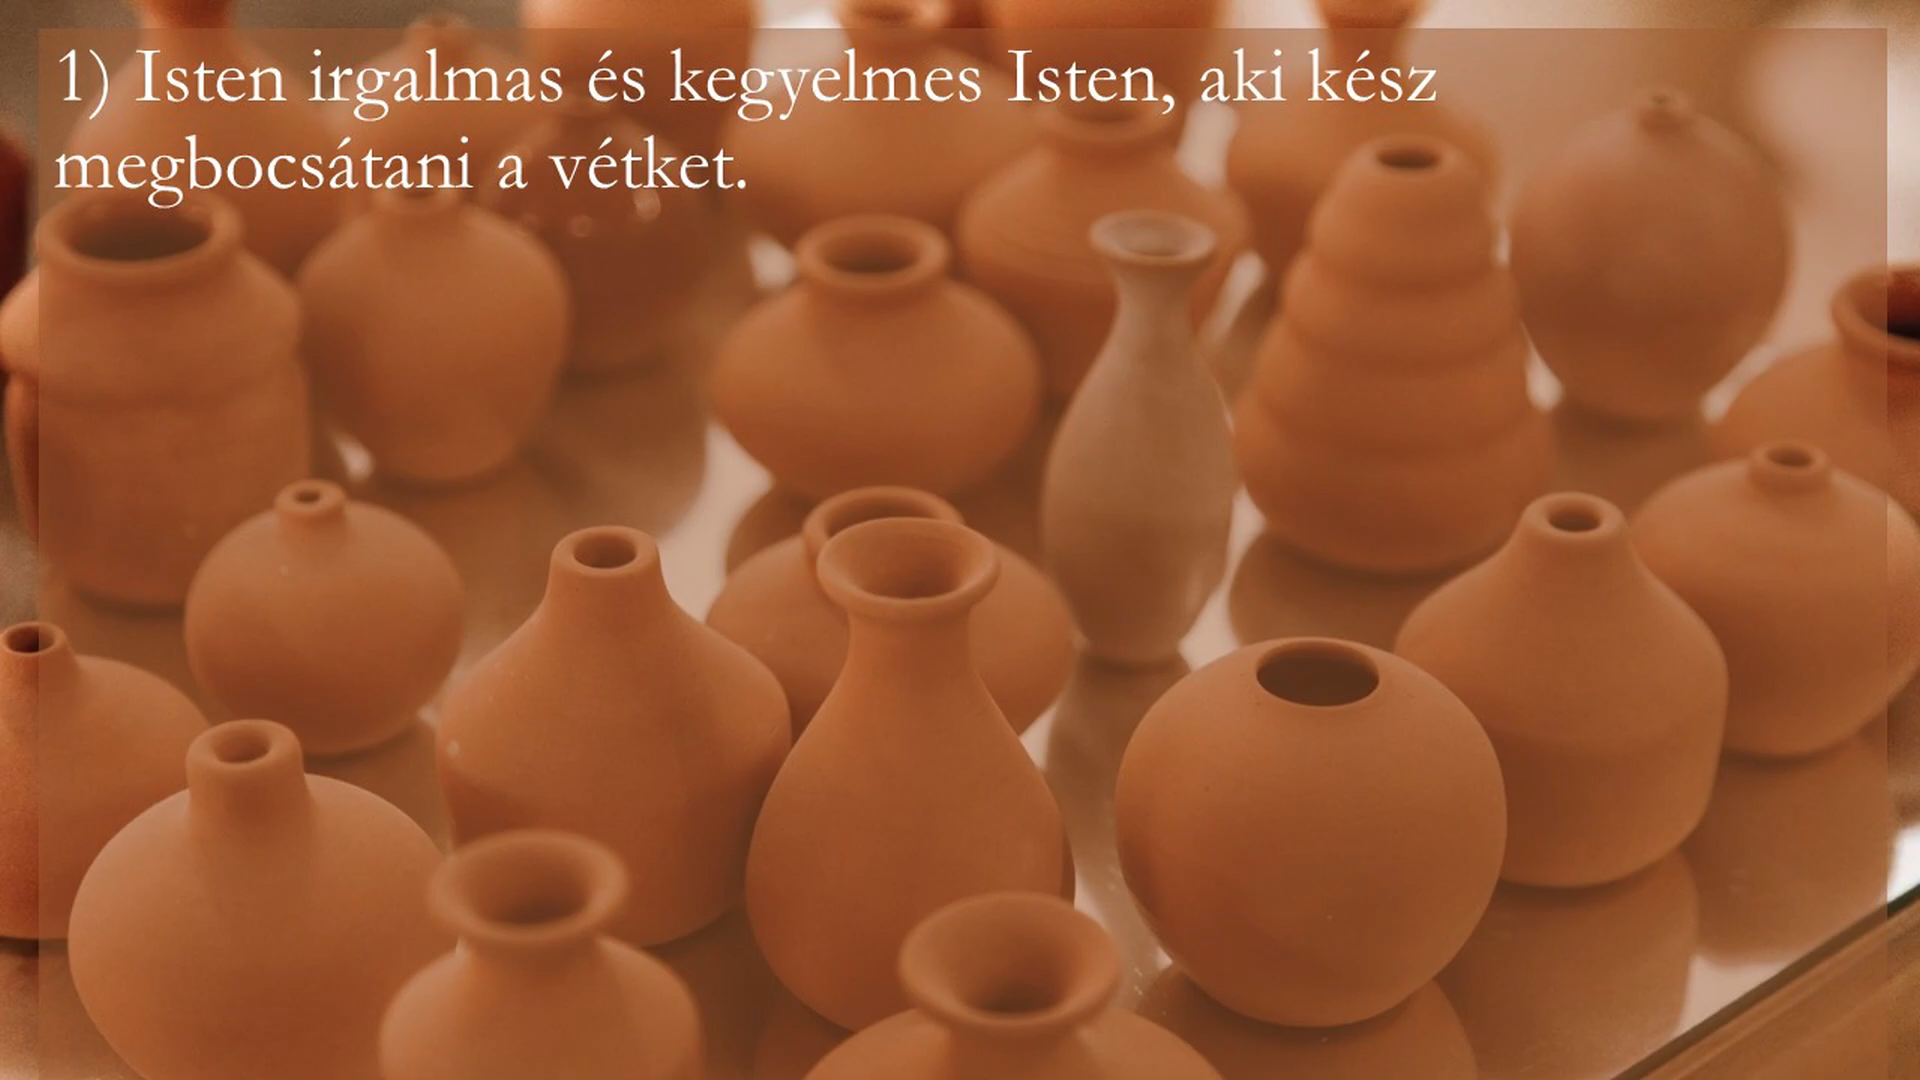 1) Isten irgalmas és kegyelmes Isten, aki kész
megbocsátani a vétket.